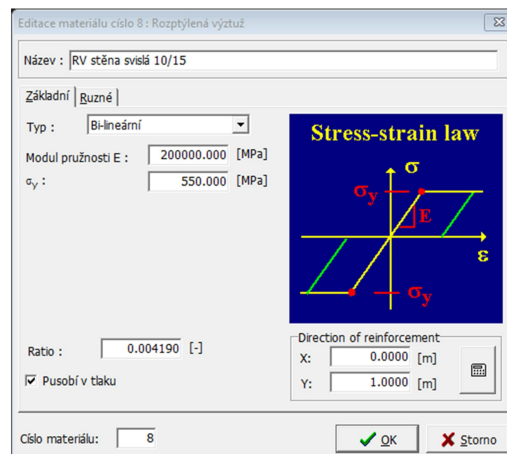 Editace materiálu císlo 8 : Rozptýlená výztuž
Název : RV stěna svislá 10/15
Základní Ruzné
Typ : Bi-lineární
Modul pružnosti E : 200000.000 [MPa]
σy : 550.000 [MPa]
Stress-strain law
σ
σy
E
ε
σy
Ratio : 0.004190 [-]
Pusobí v tlaku
Direction of reinforcement
X: 0.0000 [m]
Y: 1.0000 [m]
Císlo materiálu: 8
OK
Storno